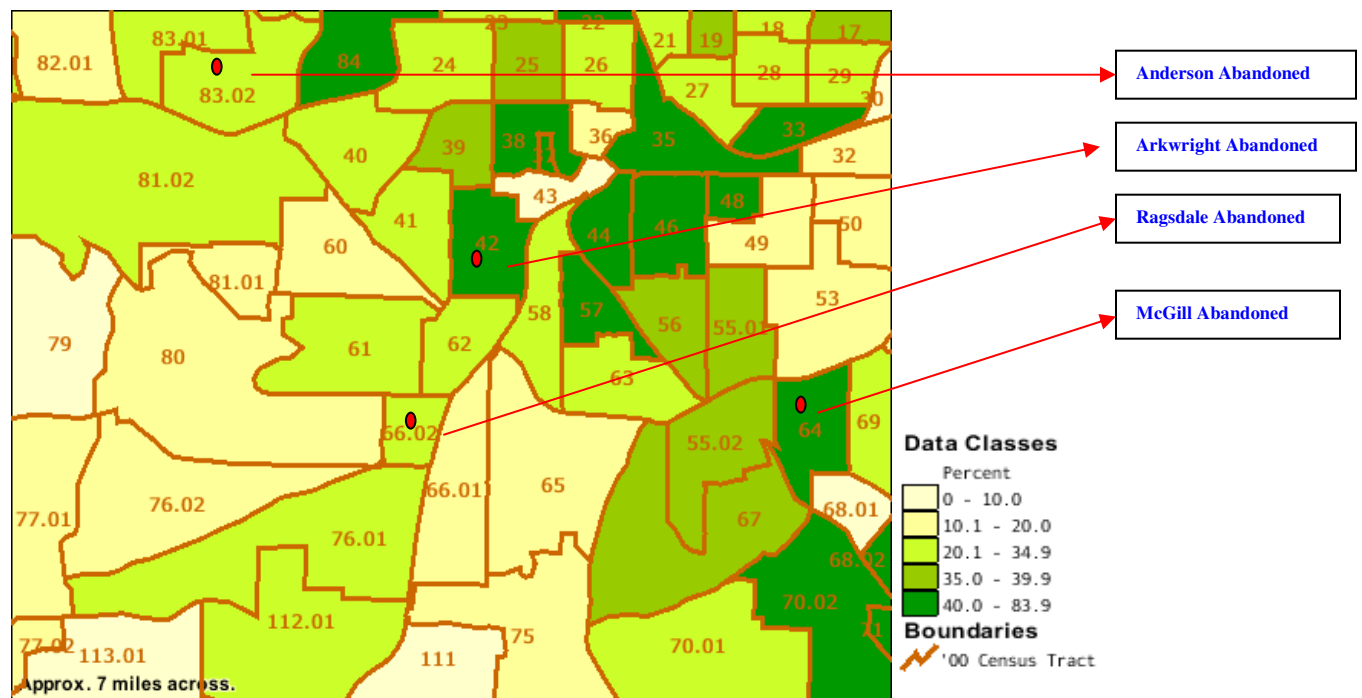 23 22 18 17
83.01 21 19
82.01 84 24 25 26 28 29
27
83.02 30
36 35 33
38
40 39 37 32
81.02
43 48
41 50
60 42 44 46 49
81.01
53
58 57 56 55.01
79 80 61 62
63
66.02 64 69
55.02
76.02 66.01 65 68.01
77.01 67
76.01 68.02
70.02
112.01 71
77.02 113.01 111 75 70.01
Approx. 7 miles across.
Anderson Abandoned
Arkwright Abandoned
Ragsdale Abandoned
McGill Abandoned
Data Classes
Percent
0 - 10.0
10.1 - 20.0
20.1 - 34.9
35.0 - 39.9
40.0 - 83.9
Boundaries
'00 Census Tract